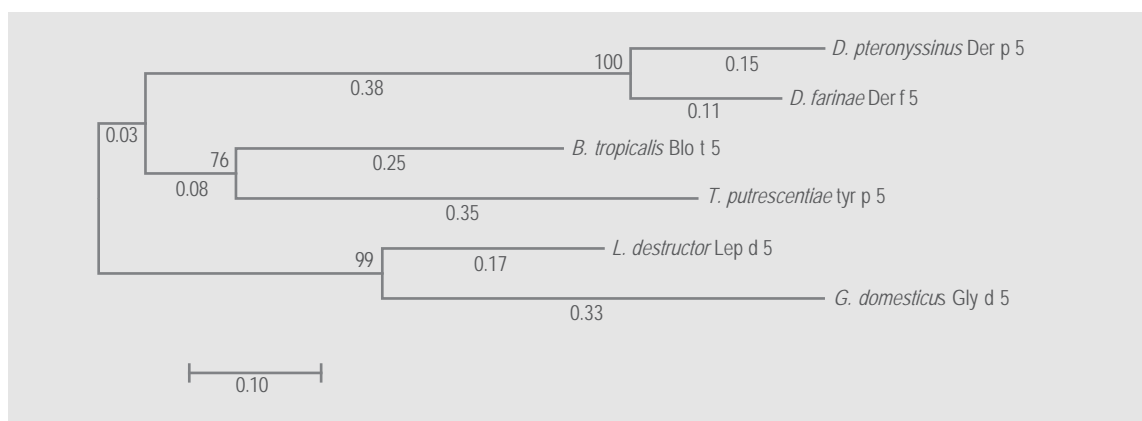 D. pteronyssinus Der p 5
100
0.15
0.38
D. farinae Der f 5
0.11
0.03
B. tropicalis Blo t 5
76
0.25
0.08
T. putrescentiae tyr p 5
0.35
L. destructor Lep d 5
99
0.17
G. domesticus Gly d 5
0.33
0.10